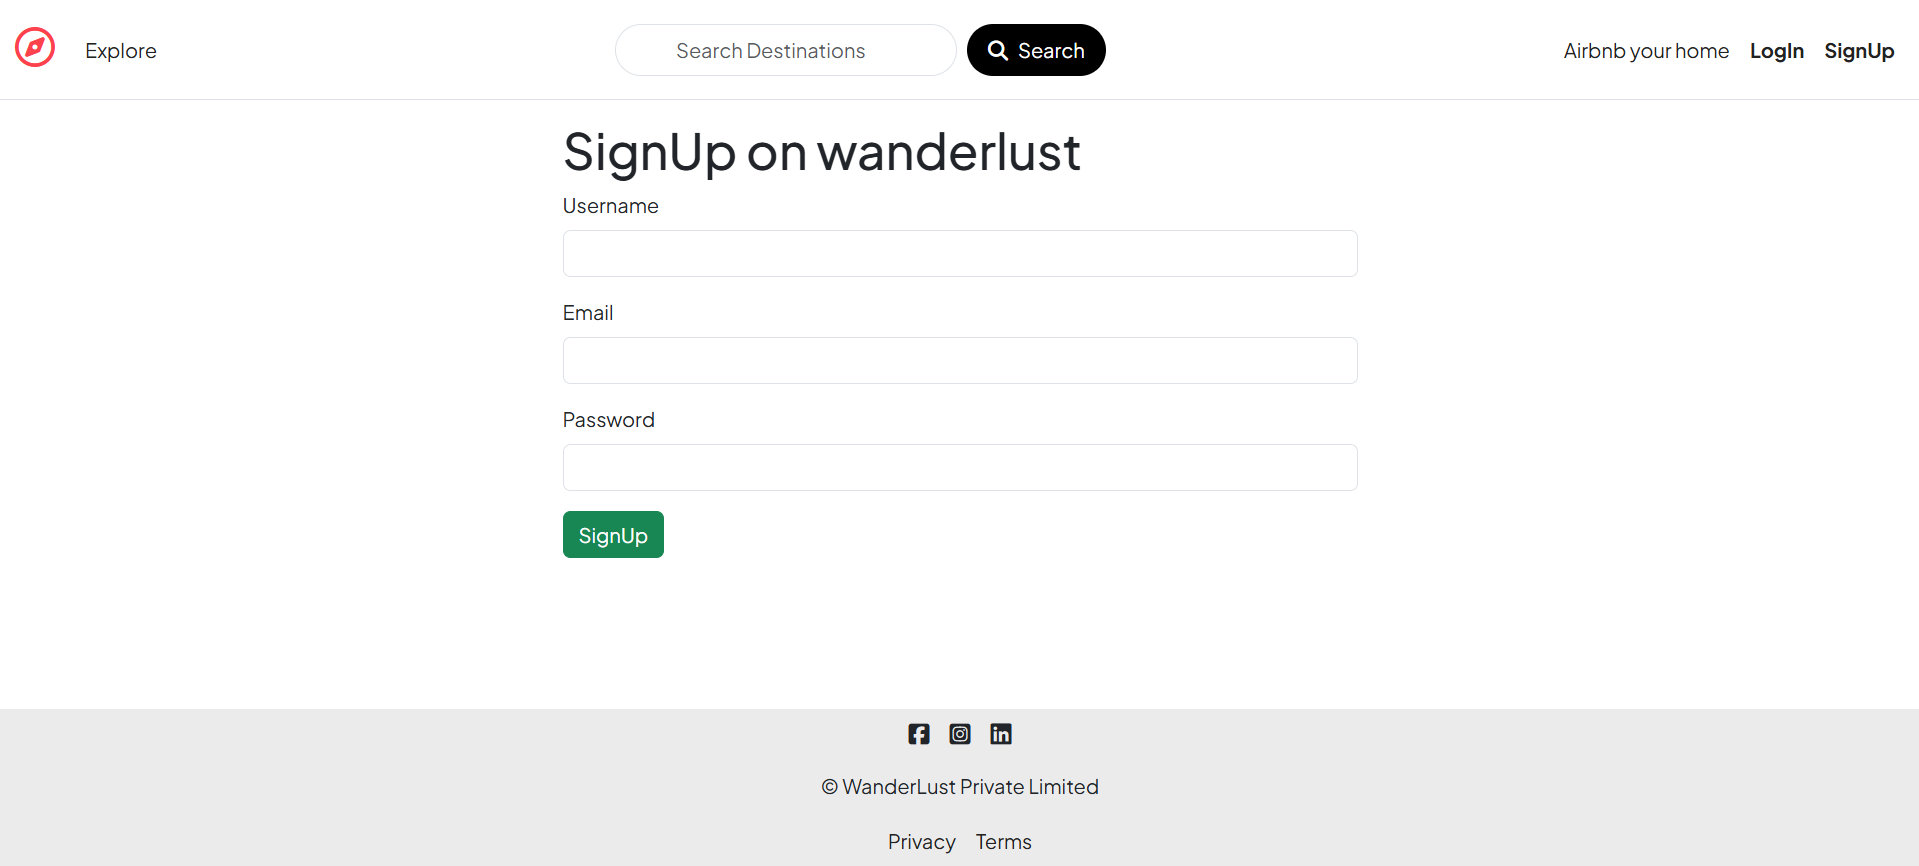 Explore
Search Destinations
Search
Airbnb your home LogIn SignUp
SignUp on wanderlust
Username
Email
Password
SignUp
© WanderLust Private Limited
Privacy Terms